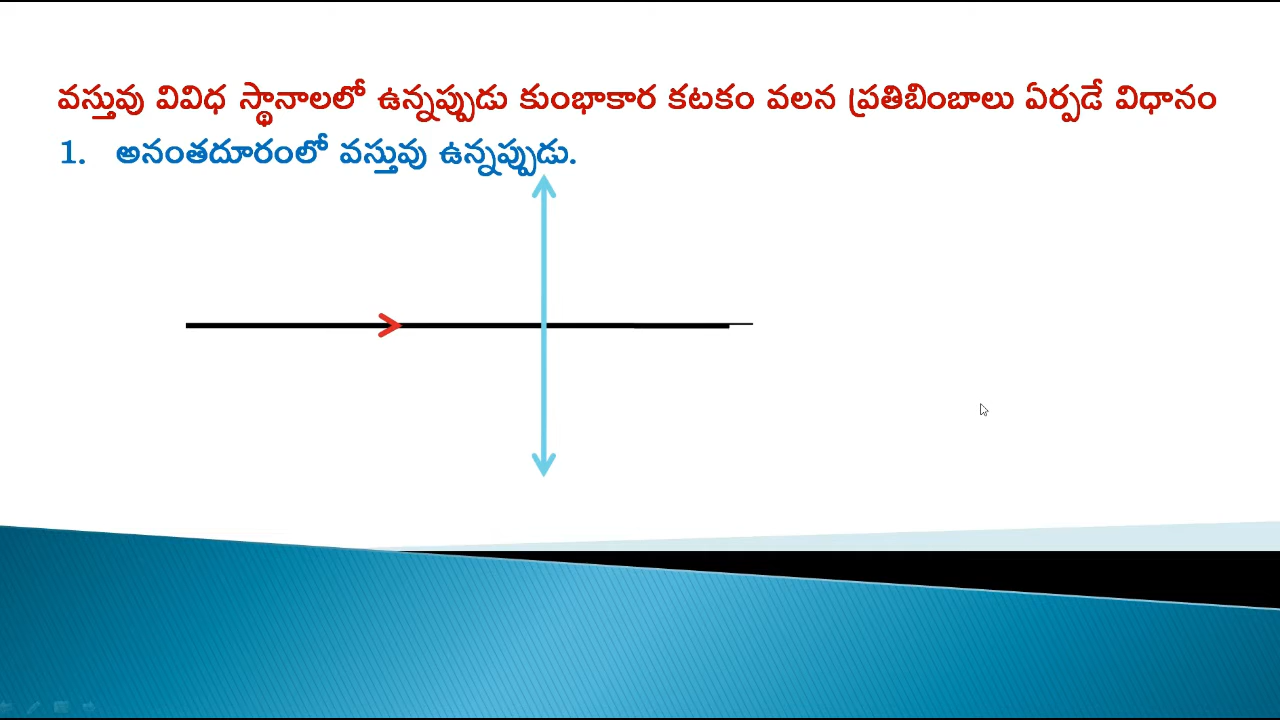 వస్తువు వివిధ స్థానాలలో ఉన్నప్పుడు కుంభాకార కటకం వలన ప్రతిబింబాలు ఏర్పడే విధానం
1. అనంతదూరంలో వస్తువు ఉన్నప్పుడు.